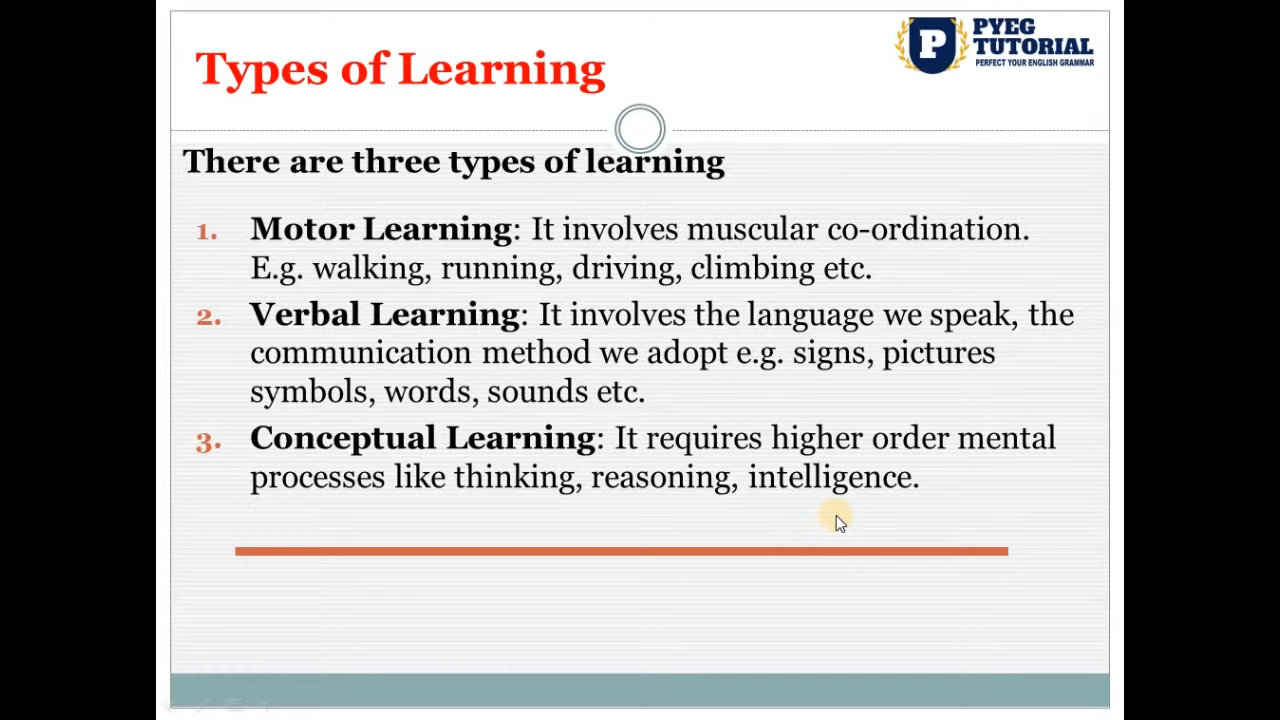 PYEG
TUTORIAL
PERFECT YOUR ENGLISH GRAMMAR
P
Types of Learning
There are three types of learning
1. Motor Learning: It involves muscular co-ordination.
E.g. walking, running, driving, climbing etc.
2. Verbal Learning: It involves the language we speak, the
communication method we adopt e.g. signs, pictures
symbols, words, sounds etc.
3. Conceptual Learning: It requires higher order mental
processes like thinking, reasoning, intelligence.